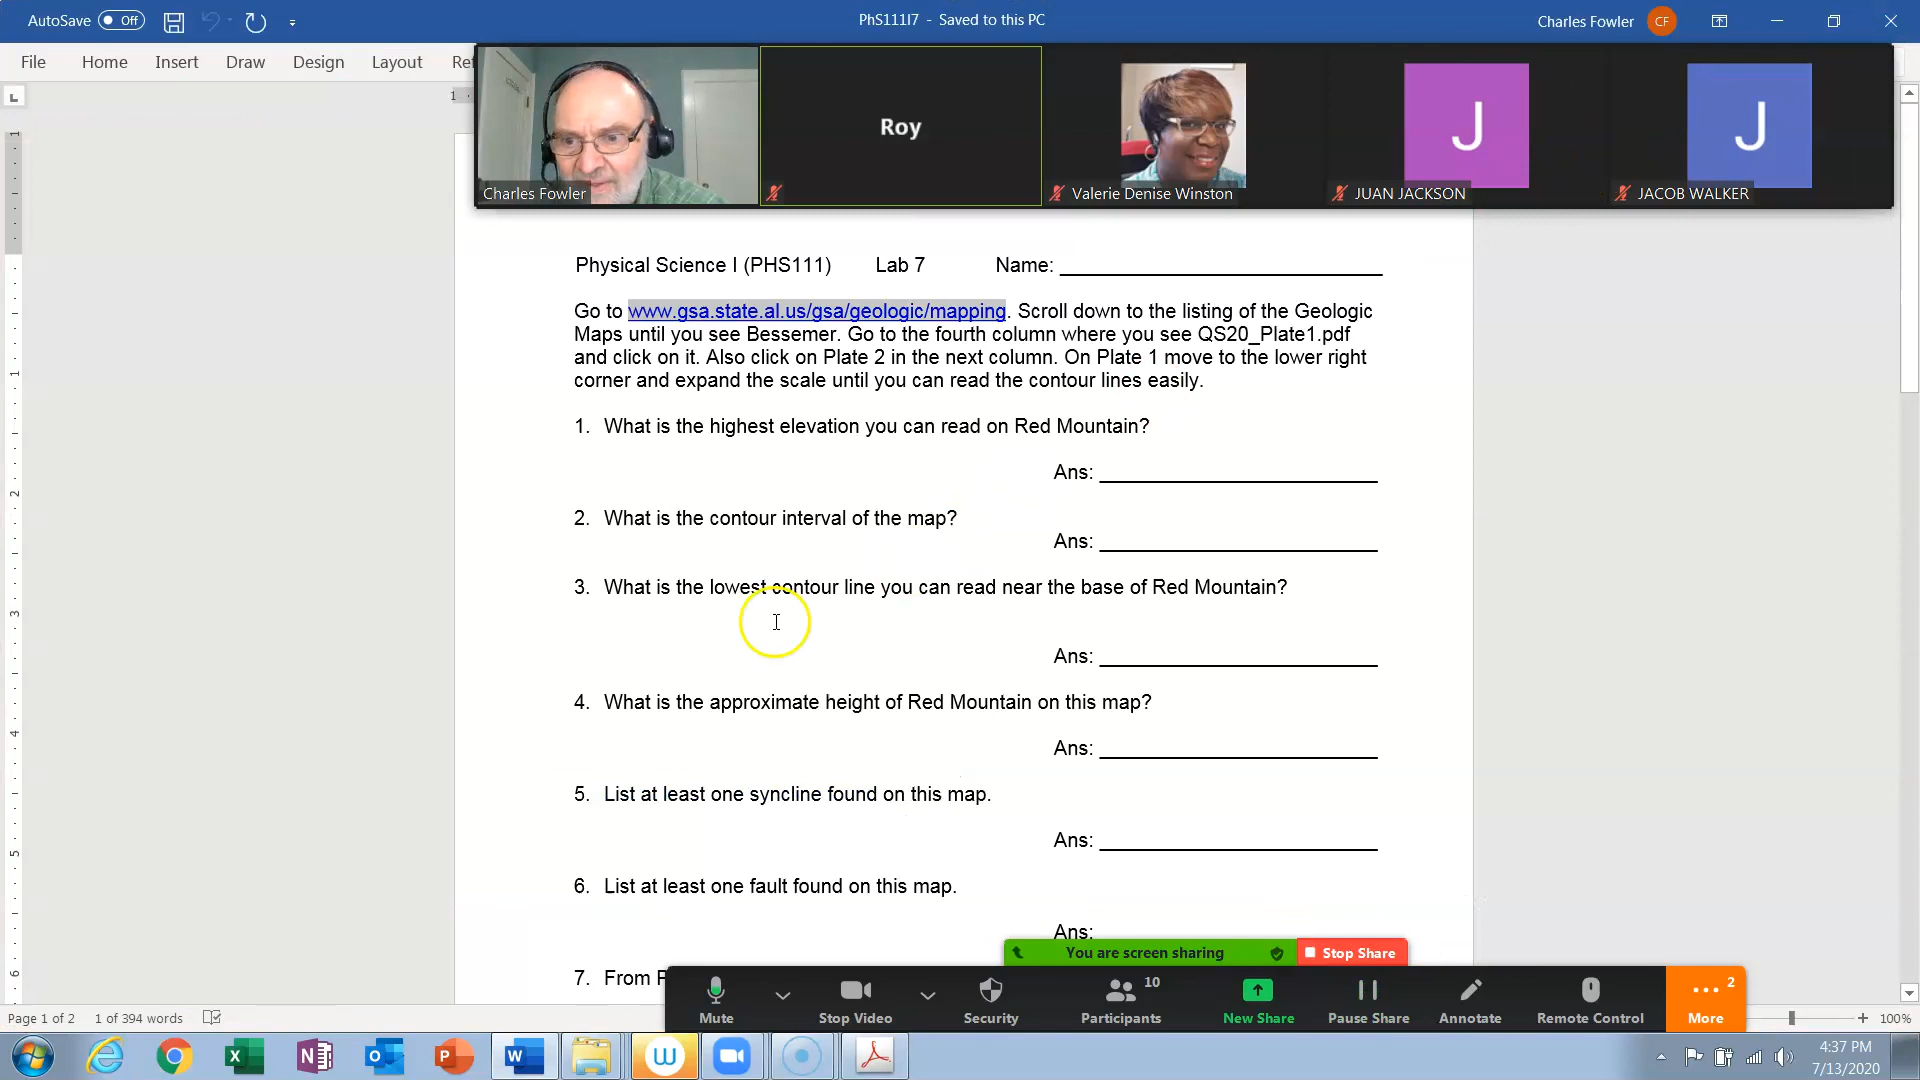 AutoSave Off
PhS111l7 - Saved to this PC
Charles Fowler CF
File Home Insert Draw Design Layout Ref
Charles Fowler
Roy
Valerie Denise Winston
J
JUAN JACKSON
J
JACOB WALKER
Physical Science I (PHS111) Lab 7 Name: ____________
Go to www.gsa.state.al.us/gsa/geologic/mapping. Scroll down to the listing of the Geologic
Maps until you see Bessemer. Go to the fourth column where you see QS20_Plate1.pdf
and click on it. Also click on Plate 2 in the next column. On Plate 1 move to the lower right
corner and expand the scale until you can read the contour lines easily.
1. What is the highest elevation you can read on Red Mountain?
Ans: ____________
2. What is the contour interval of the map?
Ans: ____________
3. What is the lowest contour line you can read near the base of Red Mountain?
Ans: ____________
4. What is the approximate height of Red Mountain on this map?
Ans: ____________
5. List at least one syncline found on this map.
Ans: ____________
6. List at least one fault found on this map.
Ans:
You are screen sharing Stop Share
7. From P
10
2
Mute Stop Video Security Participants New Share Pause Share Annotate Remote Control More
Page 1 of 2 1 of 394 words 100%
4:37 PM
7/13/2020